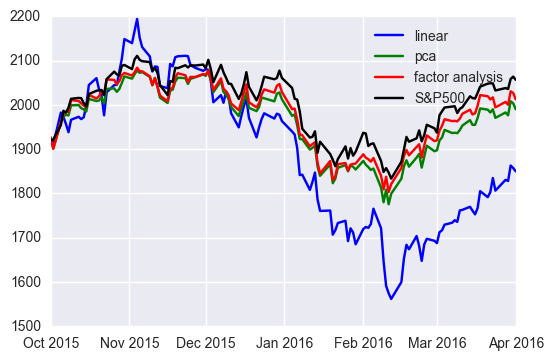 2200
2100
2000
1900
1800
1700
1600
1500
linear
pca
factor analysis
S&P500
Oct 2015 Nov 2015 Dec 2015 Jan 2016 Feb 2016 Mar 2016 Apr 2016